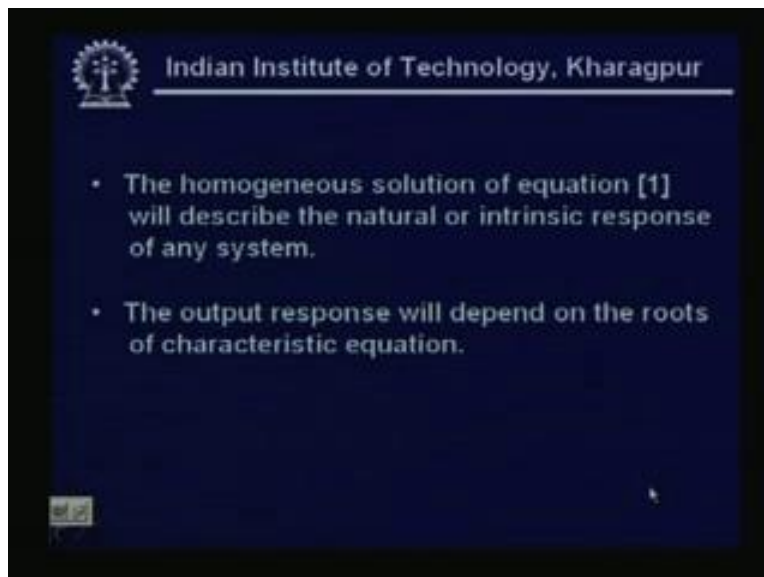 Indian Institute of Technology, Kharagpur
• The homogeneous solution of equation [1]
will describe the natural or intrinsic response
of any system.
• The output response will depend on the roots
of characteristic equation.